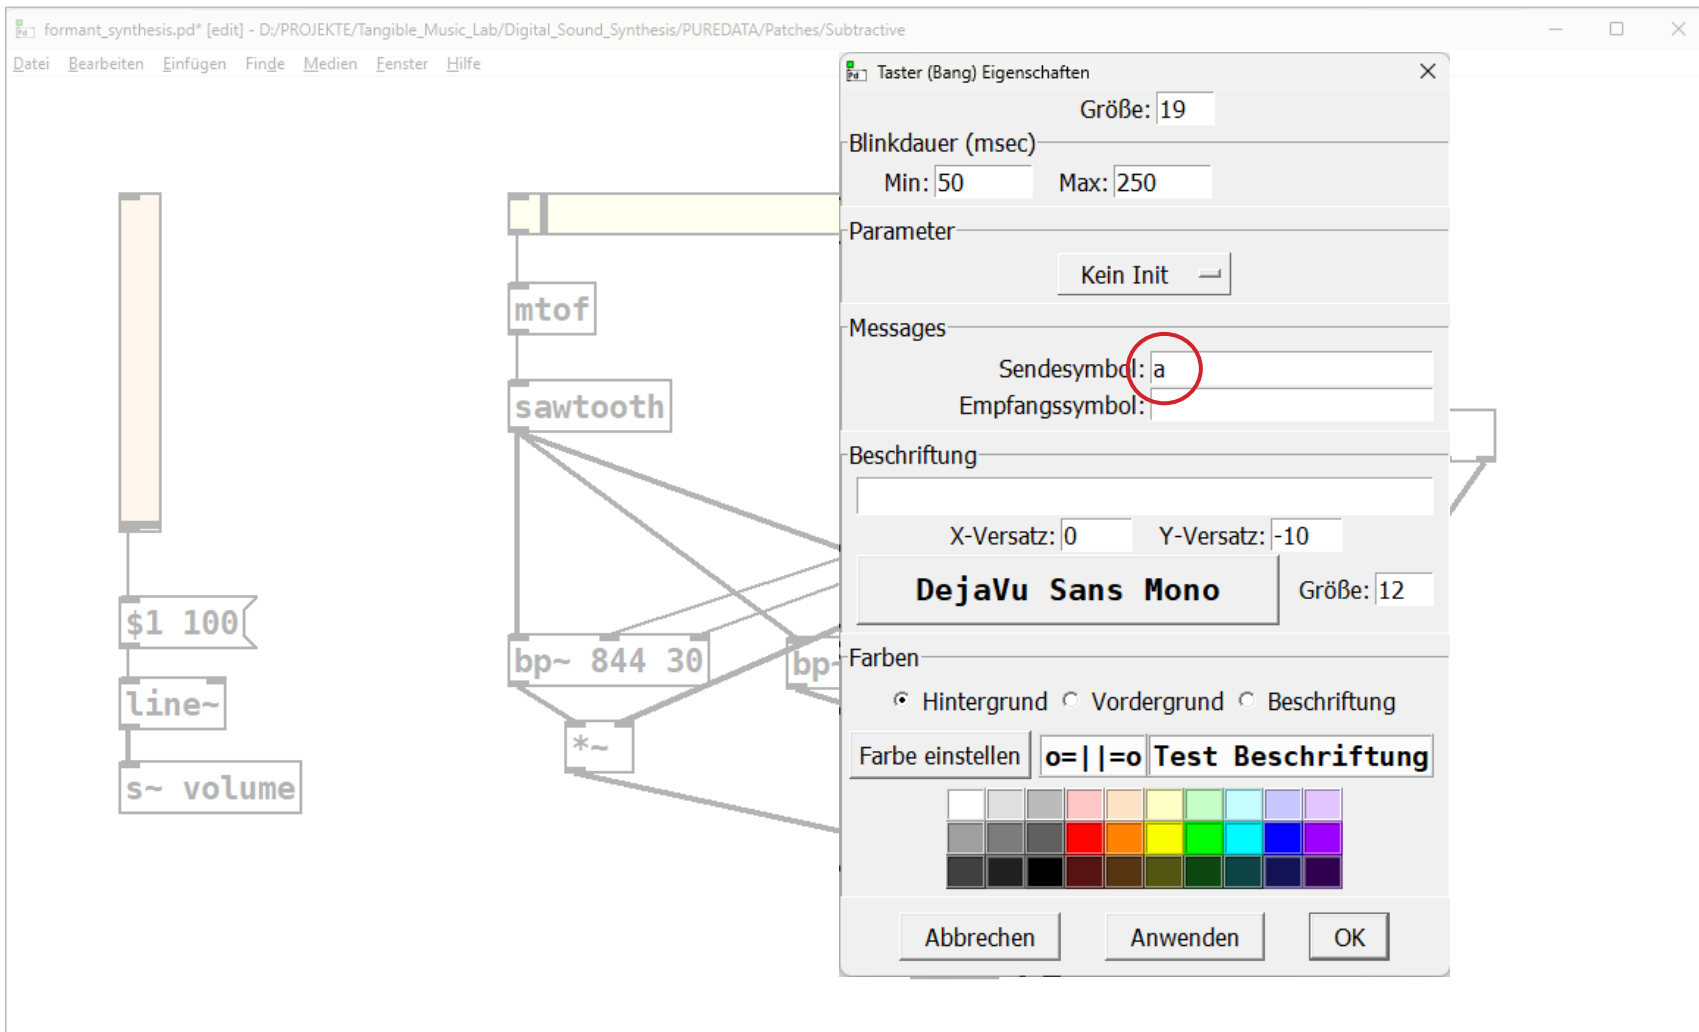 formant_synthesis.pd* [edit] - D:/PROJEKTE/Tangible_Music_Lab/Digital_Sound_Synthesis/PUREDATA/Patches/Subtractive
Datei Bearbeiten Einfügen Finde Medien Fenster Hilfe
mtof
sawtooth
$1 100
bp~ 844 30
bp~
line~
*~
s~ volume
Taster (Bang) Eigenschaften
Größe: 19
Blinkdauer (msec)
Min: 50 Max: 250
Parameter
Kein Init
Messages
Sendesymbol: a
Empfangssymbol:
Beschriftung
X-Versatz: 0 Y-Versatz: -10
DejaVu Sans Mono Größe: 12
Farben
Hintergrund Vordergrund Beschriftung
Farbe einstellen o=||=o Test Beschriftung
Abbrechen Anwenden OK